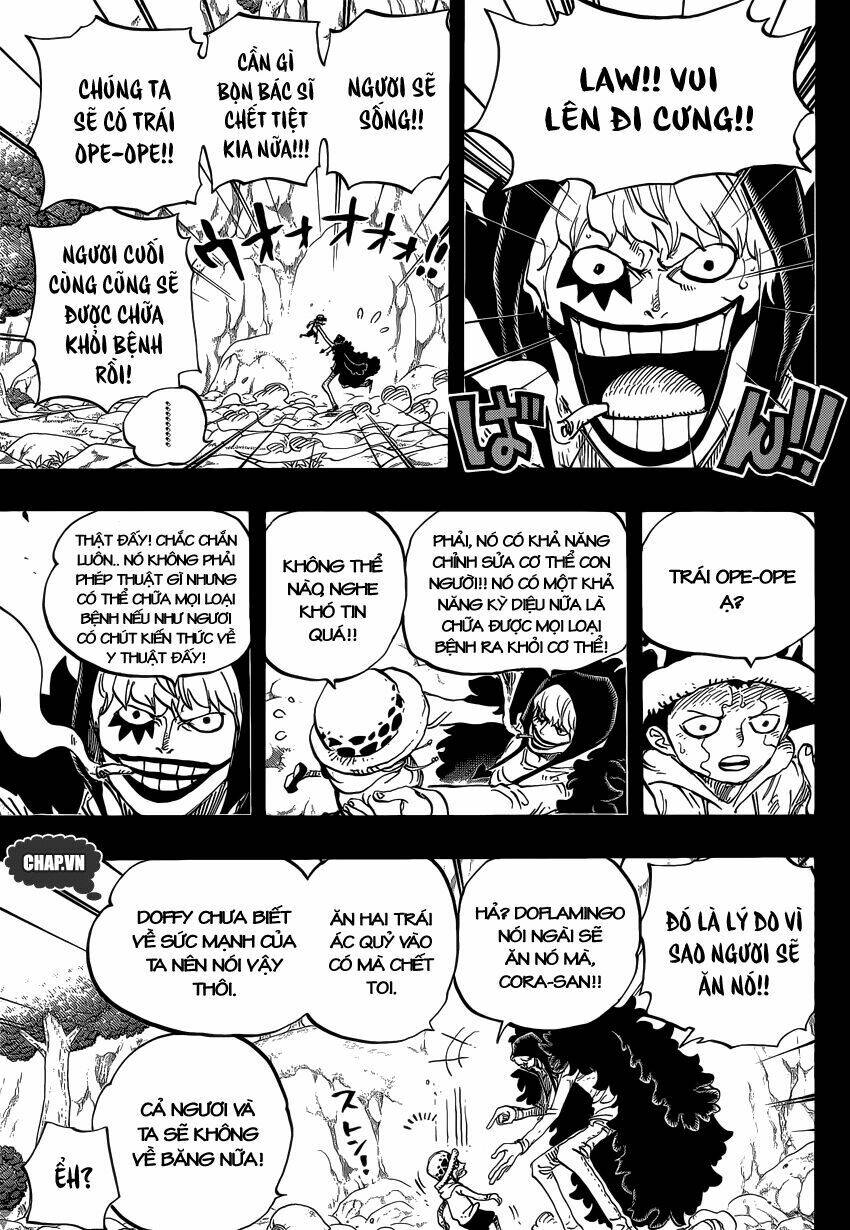 LAW!! VUI
LÊN ĐI CƯNG!!
NGƯƠI SẼ
SỐNG!!
CẦN GÌ
BỌN BÁC SĨ
CHẾT TIỆT
KIA NỮA!!!
CHÚNG TA
SẼ CÓ TRÁI
OPE-OPE!!
NGƯƠI CUỐI
CÙNG CŨNG SẼ
ĐƯỢC CHỮA
KHỎI BỆNH
RỒI!
ウオオ!!
オオオ!!
ばん!!
TRÁI OPE-OPE
Ạ?
PHẢI, NÓ CÓ KHẢ NĂNG
CHỈNH SỬA CƠ THỂ CON
NGƯỜI!! NÓ CÓ MỘT KHẢ
NĂNG KỲ DIỆU NỮA LÀ
CHỮA ĐƯỢC MỌI LOẠI
BỆNH RA KHỎI CƠ THỂ!
KHÔNG THỂ
NÀO, NGHE
KHÓ TIN
QUÁ!!
THẬT ĐẤY! CHẮC CHẮN
LUÔN.. NÓ KHÔNG PHẢI
PHÉP THUẬT GÌ NHƯNG
CÓ THỂ CHỮA MỌI LOẠI
BỆNH NẾU NHƯ NGƯƠI
CÓ CHÚT KIẾN THỨC VỀ
Y THUẬT ĐẤY!
CHAP.VN
ĐÓ LÀ LÝ DO VÌ
SAO NGƯƠI SẼ
ĂN NÓ!!
HẢ? DOFLAMINGO
NÓI NGÀI SẼ
ĂN NÓ MÀ,
CORA-SAN!!
ĂN HAI TRÁI
ÁC QUỶ VÀO
CÓ MÀ CHẾT
TOI.
DOFFY CHƯA BIẾT
VỀ SỨC MẠNH CỦA
TA NÊN NÓI VẬY
THÔI.
CẢ NGƯƠI VÀ
TA SẼ KHÔNG
VỀ BĂNG NỮA!
ストン!
ỂH?